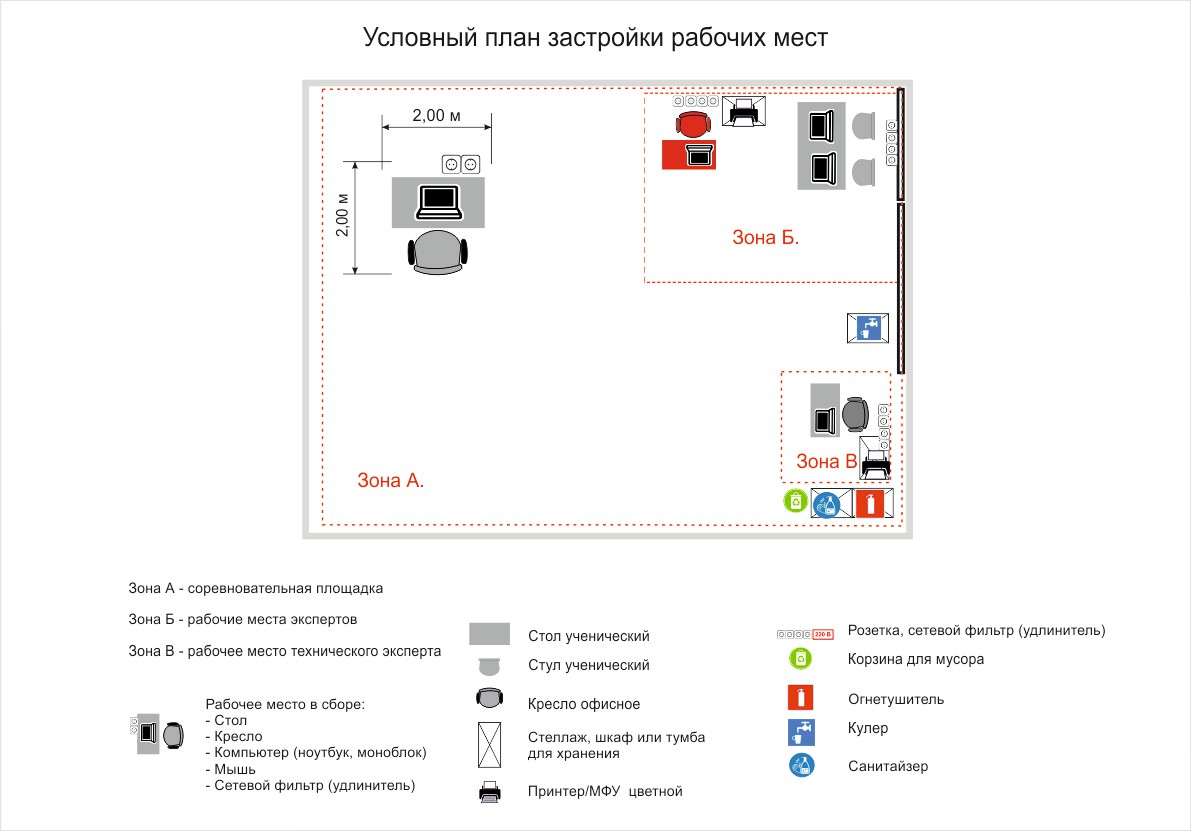 Условный план застройки рабочих мест
2,00 м
2,00 м
Зона Б.
Зона В
Зона А.
Зона А - соревновательная площадка
Зона Б - рабочие места экспертов
Зона В - рабочее место технического эксперта
Рабочее место в сборе:
- Стол
- Кресло
- Компьютер (ноутбук, моноблок)
- Мышь
- Сетевой фильтр (удлинитель)
Стол ученический
Стул ученический
Кресло офисное
Стеллаж, шкаф или тумба
для хранения
Принтер/МФУ цветной
220 В
Розетка, сетевой фильтр (удлинитель)
Корзина для мусора
Огнетушитель
Кулер
Санитайзер